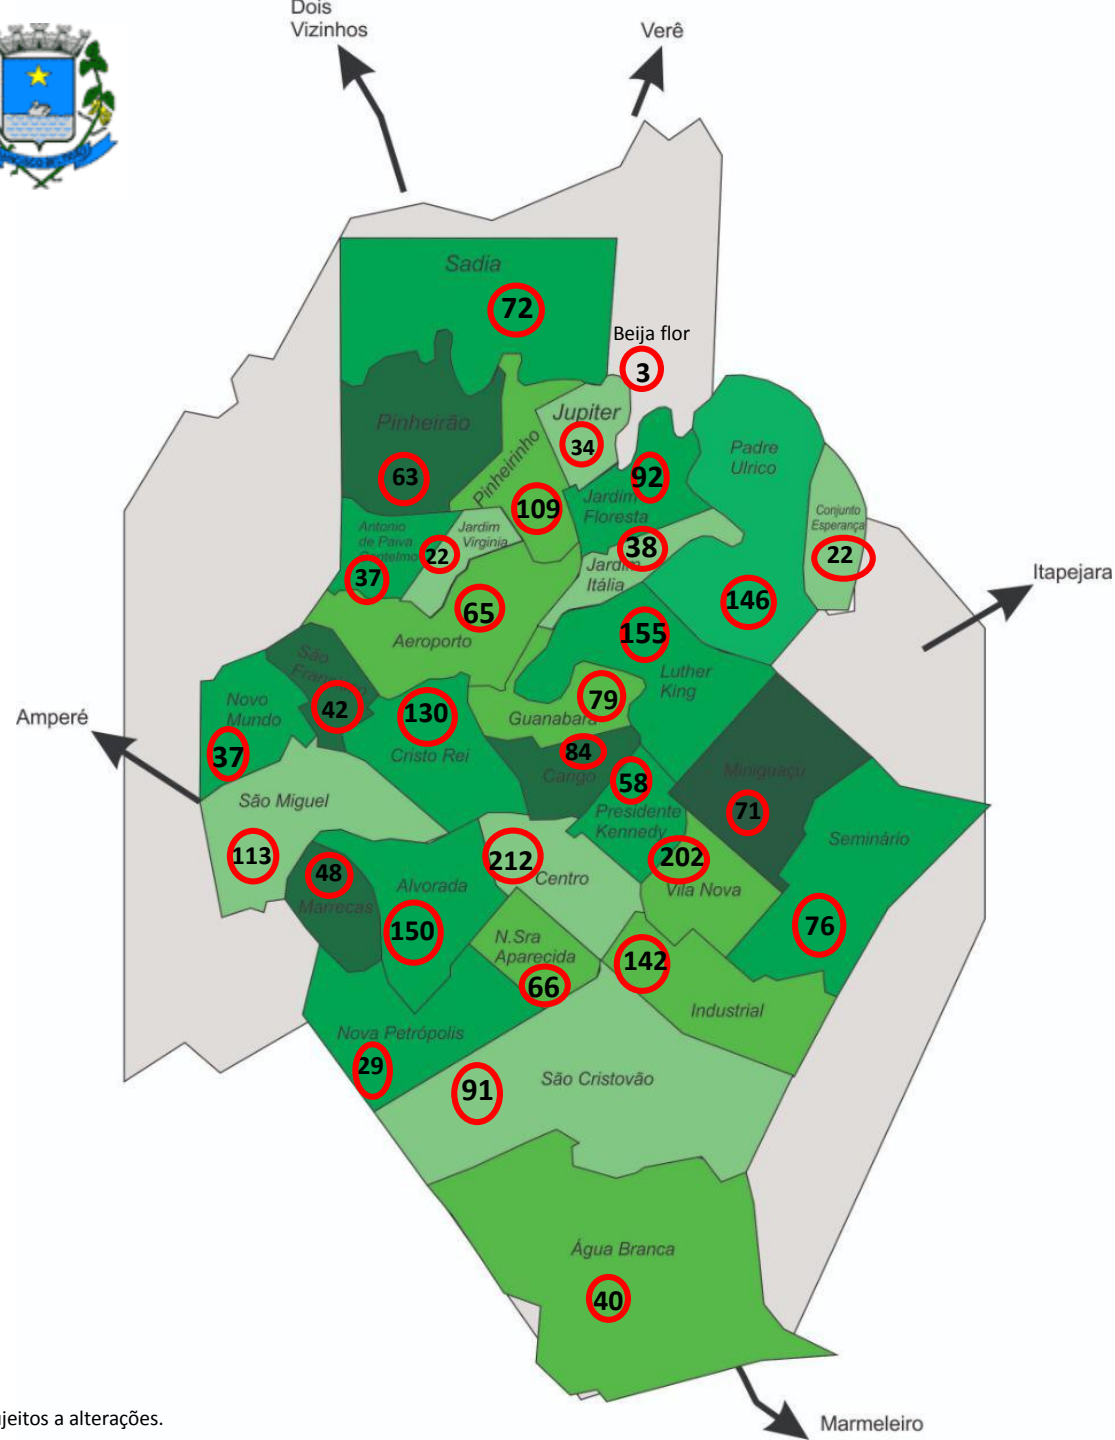 Dois
Vizinhos
Verê
Sadia
72
Beija flor
3
Pinheirão
63
Pinheirinho
109
Jupiter
34
92
Jardim
Floresta
Padre
Ulrico
146
Conjunto
Esperança
22
Itapejara
Antonio
de Paiva
Cantelmo
37
Jardim
Virginia
22
38
Jardim
Itália
65
Aeroporto
155
Luther
King
São
Francisco
42
Novo
Mundo
37
Amperé
130
Cristo Rei
79
Guanabara
84
Cango
58
Presidente
Kennedy
Miniguaçu
71
São Miguel
113
48
Marrecas
Alvorada
150
212
Centro
202
Vila Nova
Seminário
76
N.Sra
Aparecida
66
142
Industrial
Nova Petrópolis
29
São Cristovão
91
Água Branca
40
Marmeleiro
jeitos a alterações.